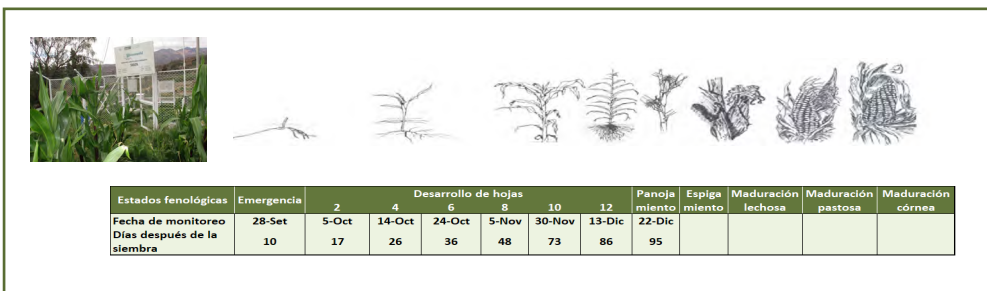 Estados fenológicas Emergencia Desarrollo de hojas Panoja Espiga Maduración Maduración Maduración
2 4 6 8 10 12 miento miento lechosa pastosa córnea
Fecha de monitoreo 28-Set 5-Oct 14-Oct 24-Oct 5-Nov 30-Nov 13-Dic 22-Dic
Días después de la
siembra 10 17 26 36 48 73 86 95